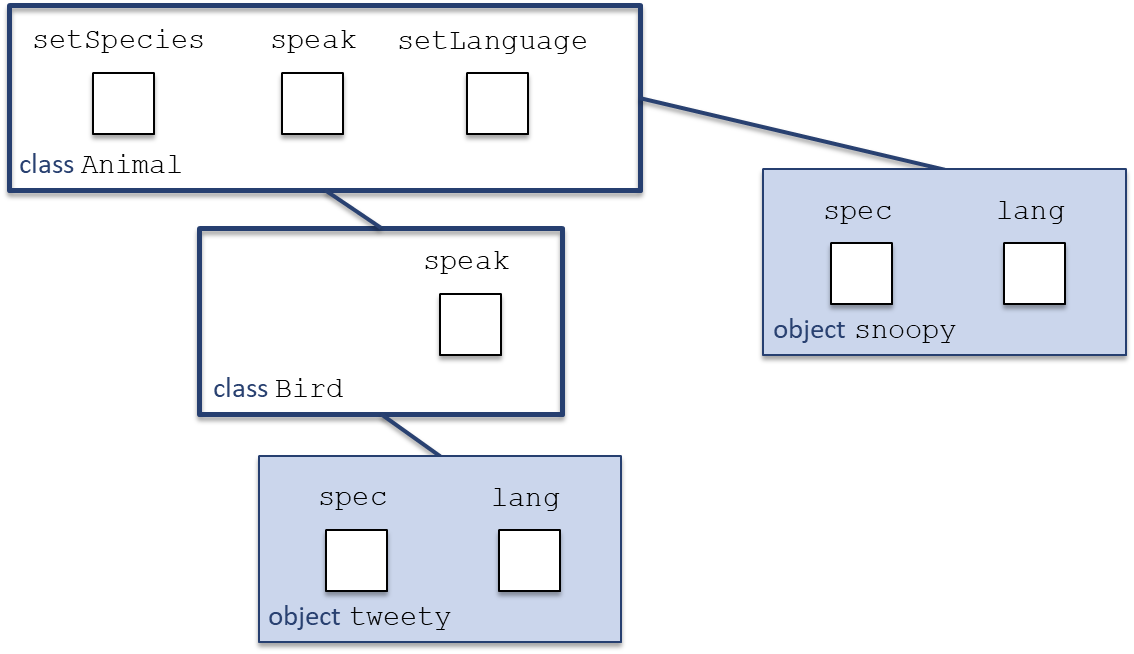 setSpecies speak setLanguage
class Animal
spec lang
object snoopy
speak
class Bird
spec lang
object tweety